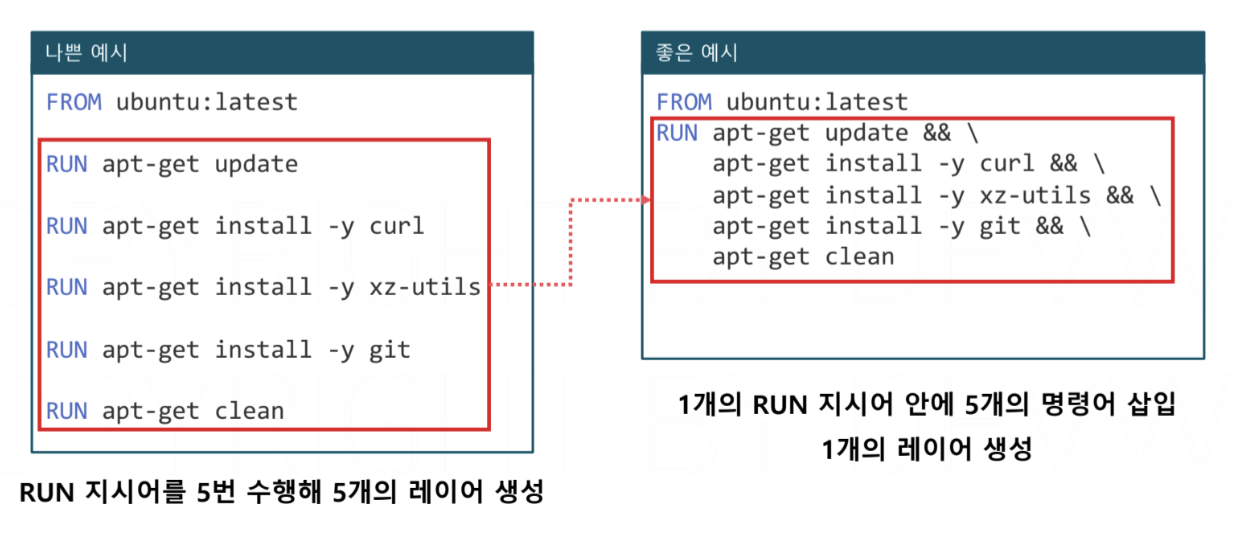 나쁜 예시
FROM ubuntu:latest
RUN apt-get update
RUN apt-get install -y curl
RUN apt-get install -y xz-utils
RUN apt-get install -y git
RUN apt-get clean
RUN 지시어를 5번 수행해 5개의 레이어 생성
좋은 예시
FROM ubuntu:latest
RUN apt-get update && \
apt-get install -y curl && \
apt-get install -y xz-utils && \
apt-get install -y git && \
apt-get clean
1개의 RUN 지시어 안에 5개의 명령어 삽입
1개의 레이어 생성